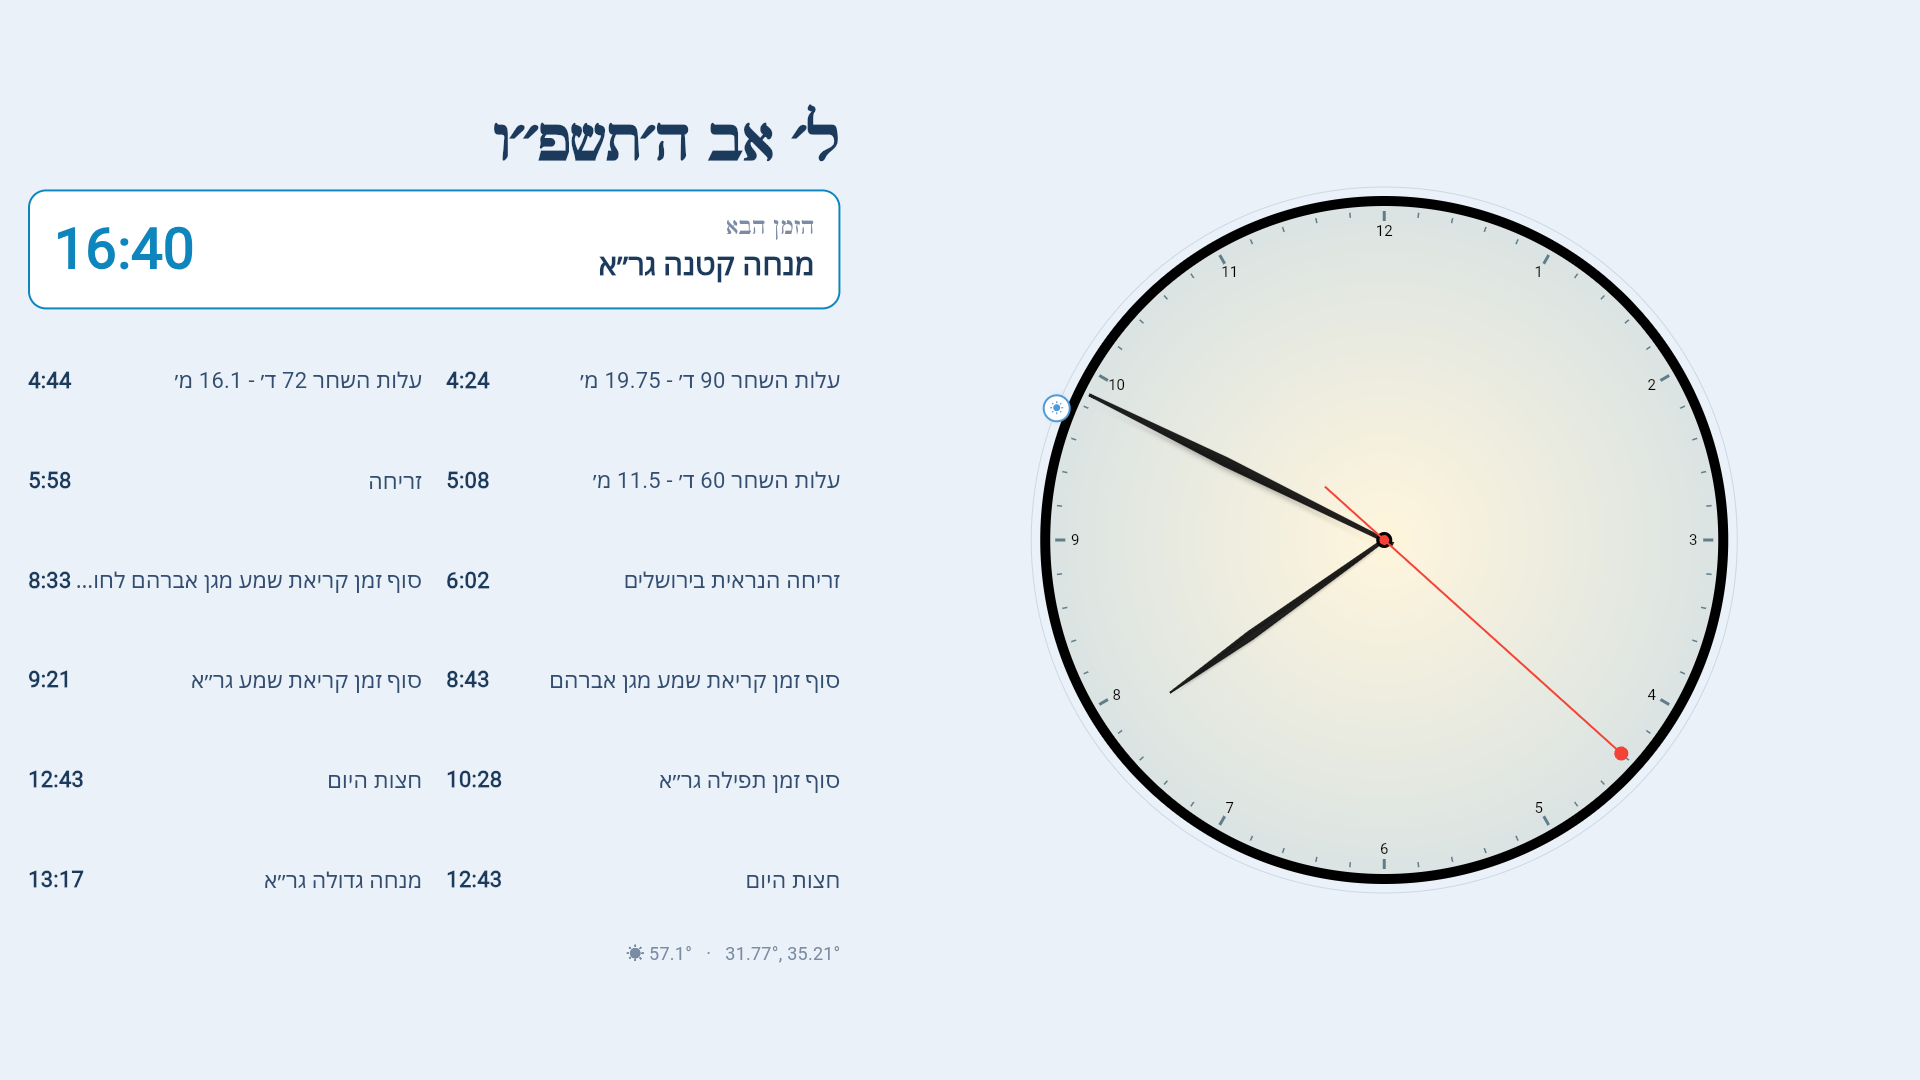 ל׳ אב ה׳תשפ״ו
הזמן הבא
מנחה קטנה גר״א
16:40
עלות השחר 90 ד׳ - 19.75 מ׳ 4:24
עלות השחר 72 ד׳ - 16.1 מ׳ 4:44
עלות השחר 60 ד׳ - 11.5 מ׳ 5:08
זריחה 5:58
זריחה הנראית בירושלים 6:02
סוף זמן קריאת שמע מגן אברהם לחו... 8:33
סוף זמן קריאת שמע מגן אברהם 8:43
סוף זמן קריאת שמע גר״א 9:21
סוף זמן תפילה גר״א 10:28
חצות היום 12:43
חצות היום 12:43
מנחה גדולה גר״א 13:17
57.1° · 31.77°, 35.21°
12
1
2
3
4
5
6
7
8
9
10
11